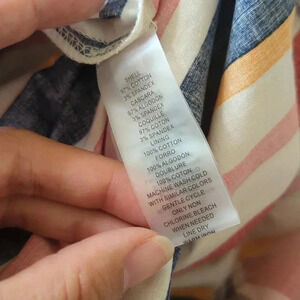 SHELL
97% COTTON
3% SPANDEX
CASCARA
97% ALGODON
3% SPANDEX
COQUILLE
97% COTON
3% SPANDEX
LINING
100% COTTON
FORRO
100% ALGODON
DOUBLURE
100% COTON
MACHINE WASH COLD
WITH SIMILAR COLORS
GENTLE CYCLE
ONLY NON
CHLORINE BLEACH
WHEN NEEDED
LINE DRY